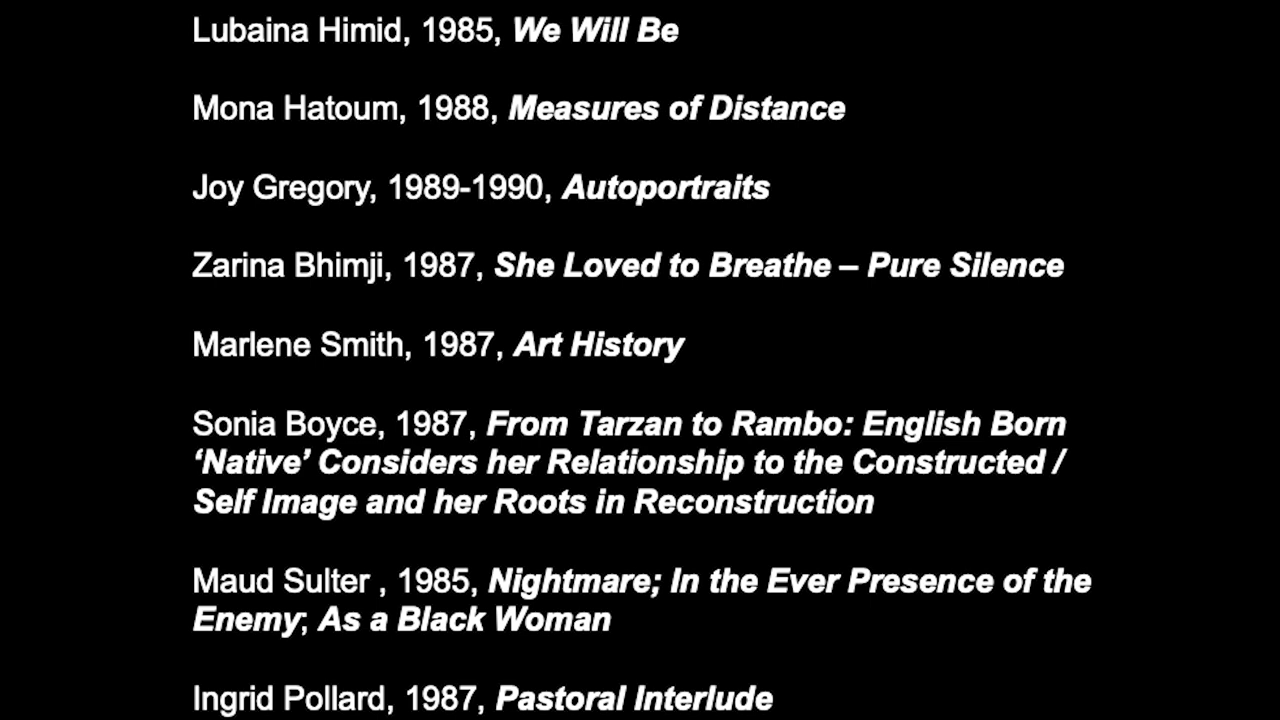 Lubaina Himid, 1985, We Will Be
Mona Hatoum, 1988, Measures of Distance
Joy Gregory, 1989-1990, Autoportraits
Zarina Bhimji, 1987, She Loved to Breathe – Pure Silence
Marlene Smith, 1987, Art History
Sonia Boyce, 1987, From Tarzan to Rambo: English Born
‘Native’ Considers her Relationship to the Constructed /
Self Image and her Roots in Reconstruction
Maud Sulter , 1985, Nightmare; In the Ever Presence of the
Enemy; As a Black Woman
Ingrid Pollard, 1987, Pastoral Interlude